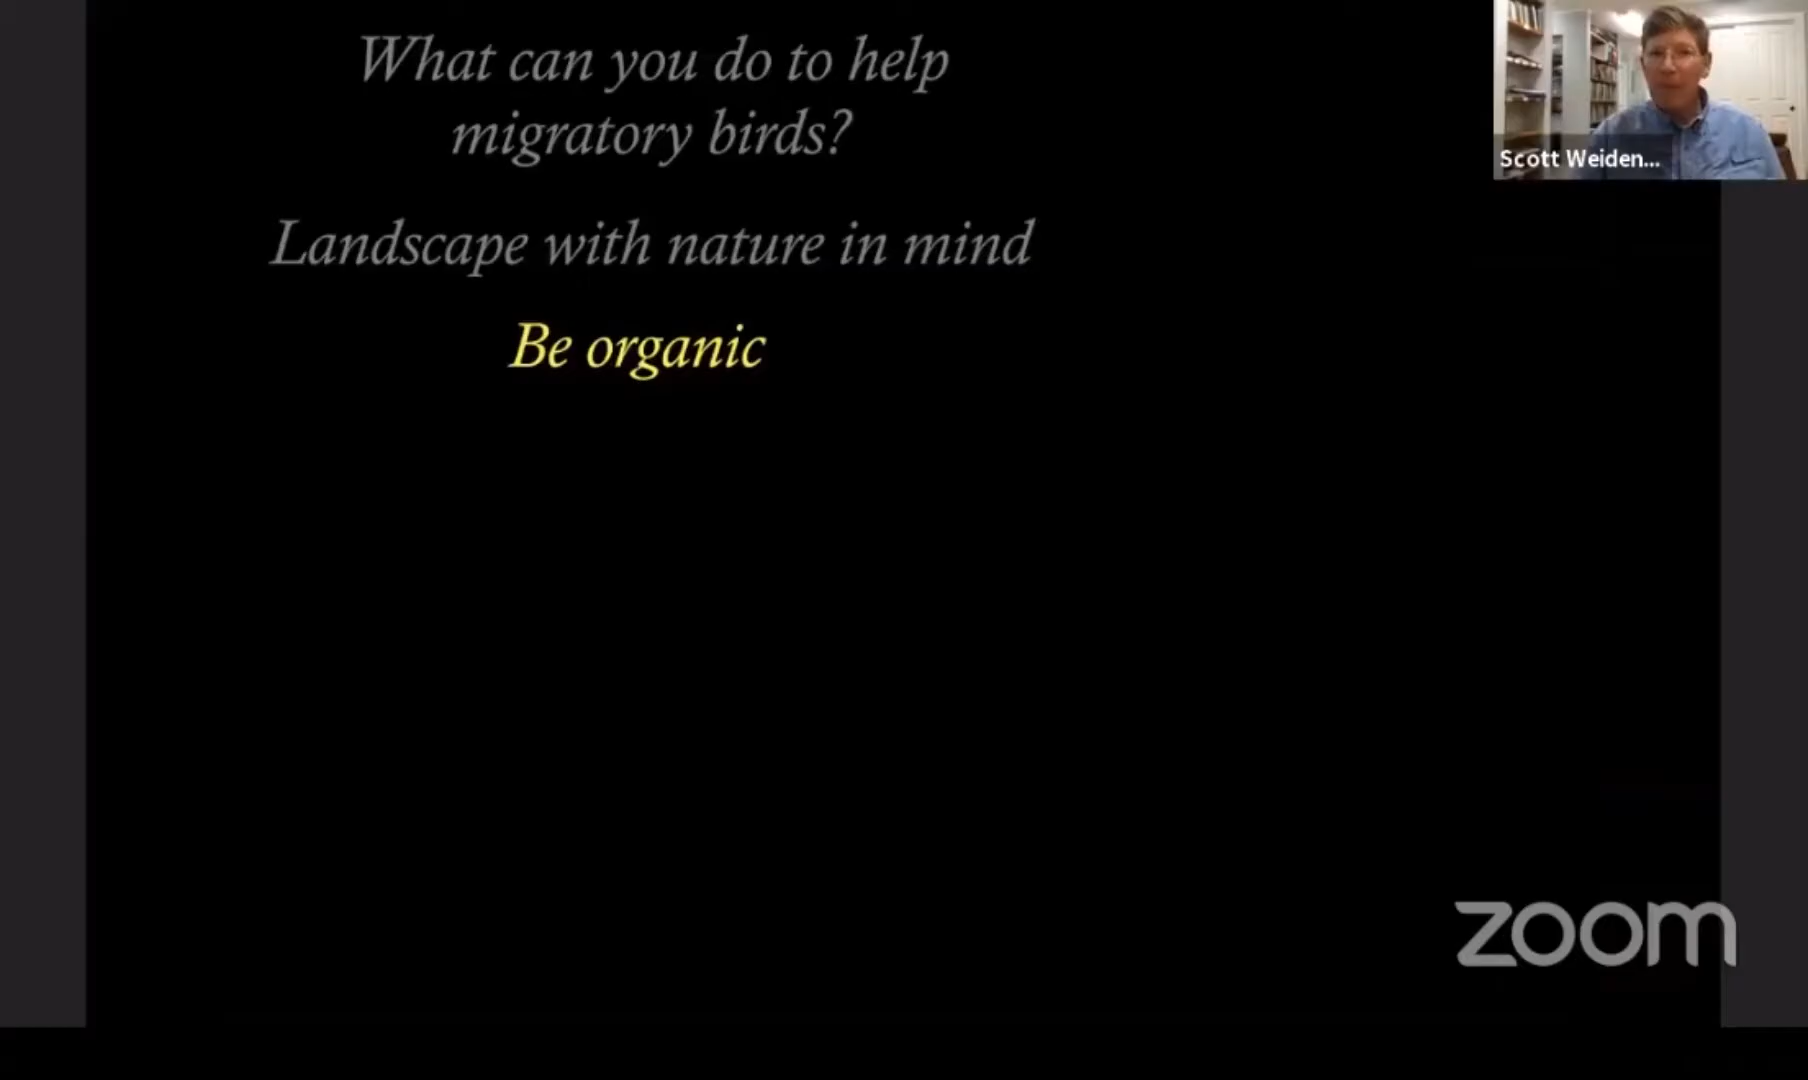 What can you do to help
migratory birds?
Scott Weiden...
Landscape with nature in mind
Be organic
zoom